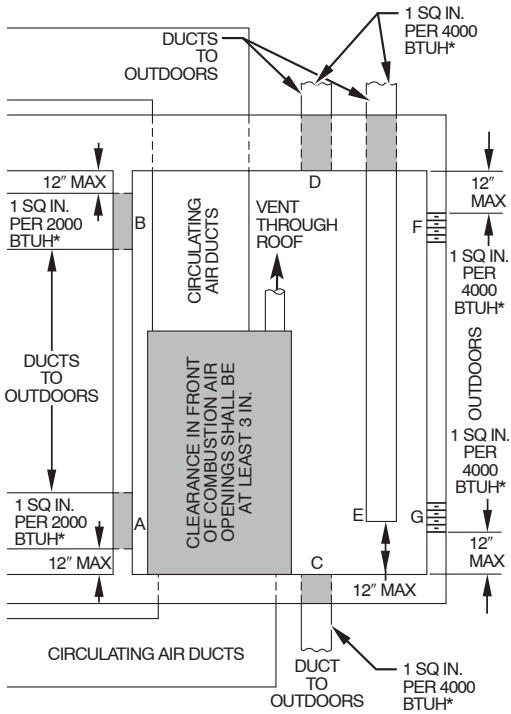 DUCTS
TO
OUTDOORS
1 SQ IN.
PER 4000
BTUH*
12" MAX
1 SQ IN.
PER 2000
BTUH*
B
D
CIRCULATING
AIR DUCTS
VENT
THROUGH
ROOF
12"
MAX
F
1 SQ IN.
PER
4000
BTUH*
DUCTS
TO
OUTDOORS
CLEARANCE IN FRONT
OF COMBUSTION AIR
OPENINGS SHALL BE
AT LEAST 3 IN.
OUTDOORS
1 SQ IN.
PER
4000
BTUH*
1 SQ IN.
PER 2000
BTUH*
A
E
G
12" MAX
C
12" MAX
12"
MAX
CIRCULATING AIR DUCTS
DUCT
TO
OUTDOORS
1 SQ IN.
PER 4000
BTUH*